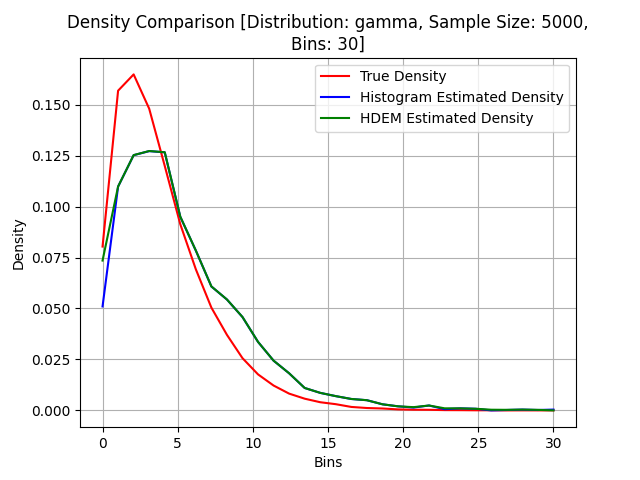 Density Comparison [Distribution: gamma, Sample Size: 5000,
Bins: 30]
True Density
Histogram Estimated Density
HDEM Estimated Density
Density
0.150
0.125
0.100
0.075
0.050
0.025
0.000
0 5 10 15 20 25 30
Bins